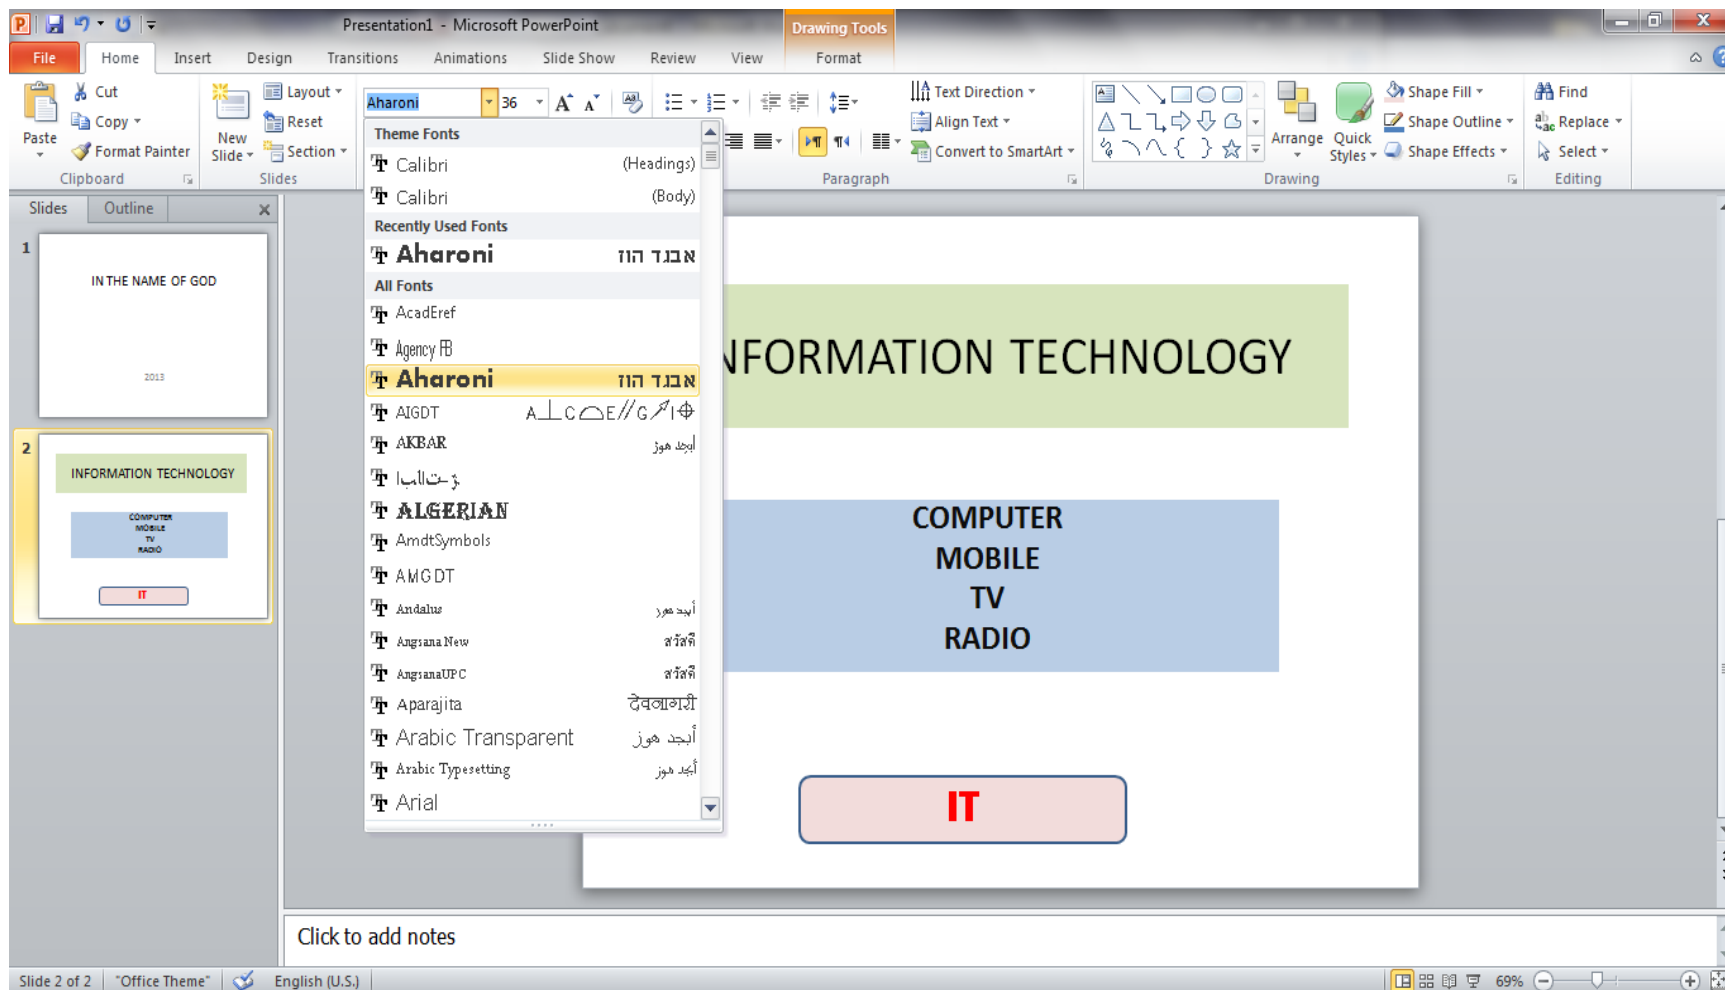 Presentation1 - Microsoft PowerPoint
Drawing Tools
File Home Insert Design Transitions Animations Slide Show Review View Format
Paste
Cut
Copy
Format Painter
Clipboard
New Slide
Layout
Reset
Section
Slides
Aharoni 36
Text Direction
Align Text
Convert to SmartArt
Paragraph
Arrange
Quick Styles
Shape Fill
Shape Outline
Shape Effects
Drawing
Find
Replace
Select
Editing
Slides Outline
1
IN THE NAME OF GOD
2013
2
INFORMATION TECHNOLOGY
COMPUTER
MOBILE
TV
RADIO
IT
Theme Fonts
Calibri (Headings)
Calibri (Body)
Recently Used Fonts
Aharoni אבגד הוז
All Fonts
AcadEref
Agency FB
Aharoni אבגד הוז
AIGDT
AKBAR أبجد هوز
ALGERIAN
AmdtSymbols
AMGDT
Andalus أبجد هوز
Angsana New สวัสดี
AngsanaUPC สวัสดี
Aparajita देवनागरी
Arabic Transparent أبجد هوز
Arabic Typesetting أبجد هوز
Arial
NFORMATION TECHNOLOGY
COMPUTER
MOBILE
TV
RADIO
IT
Click to add notes
Slide 2 of 2 "Office Theme" English (U.S.) 69%